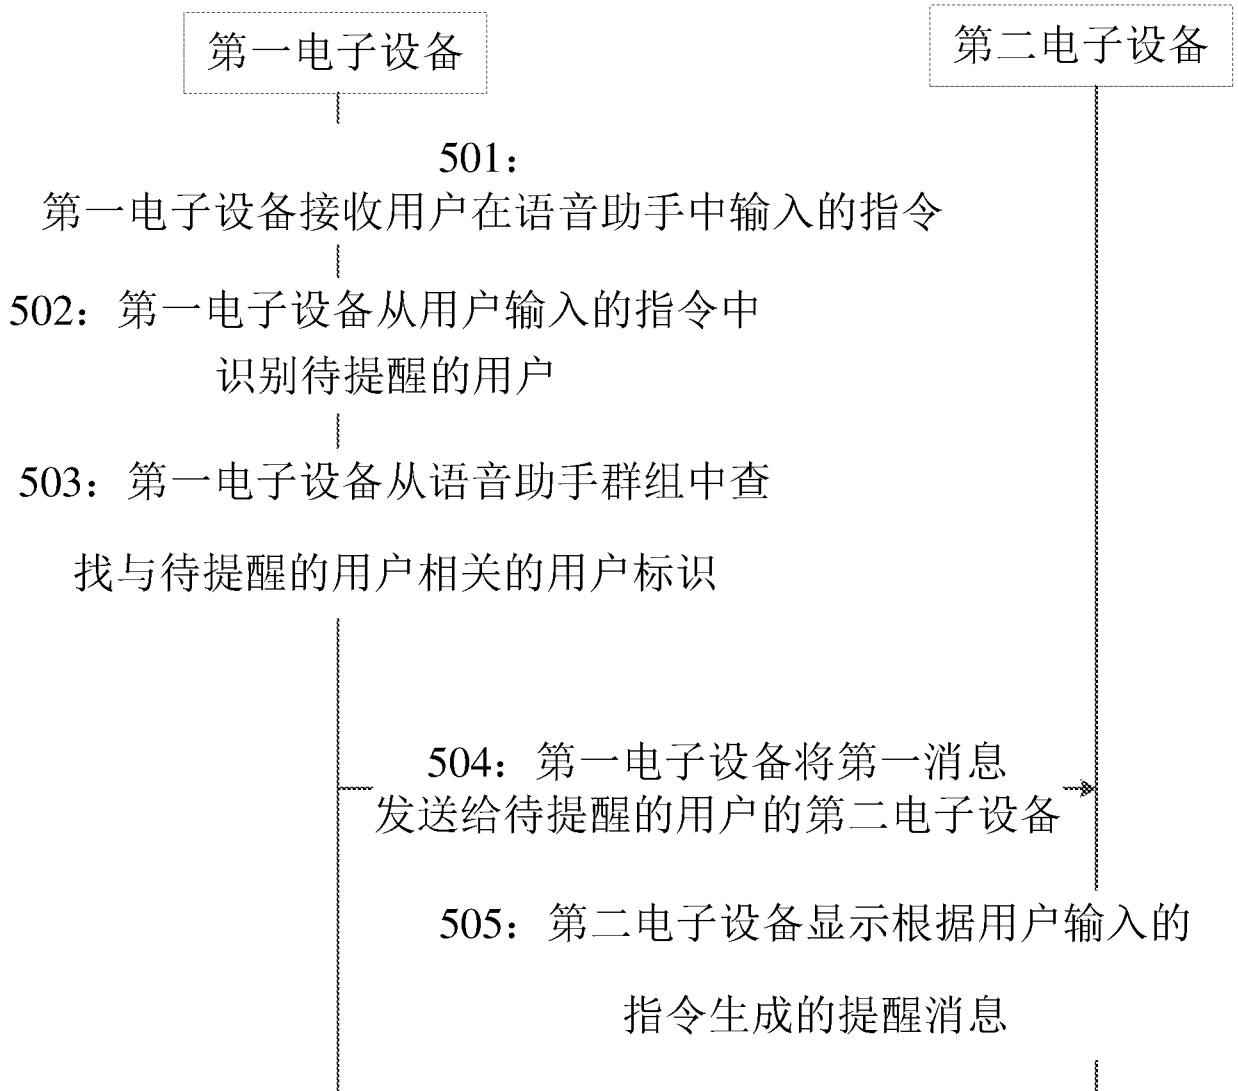 第一电子设备
第二电子设备
501：
第一电子设备接收用户在语音助手中输入的指令
502：第一电子设备从用户输入的指令中
识别待提醒的用户
503：第一电子设备从语音助手群组中查
找与待提醒的用户相关的用户标识
504：第一电子设备将第一消息
发送给待提醒的用户的第二电子设备
505：第二电子设备显示根据用户输入的
指令生成的提醒消息